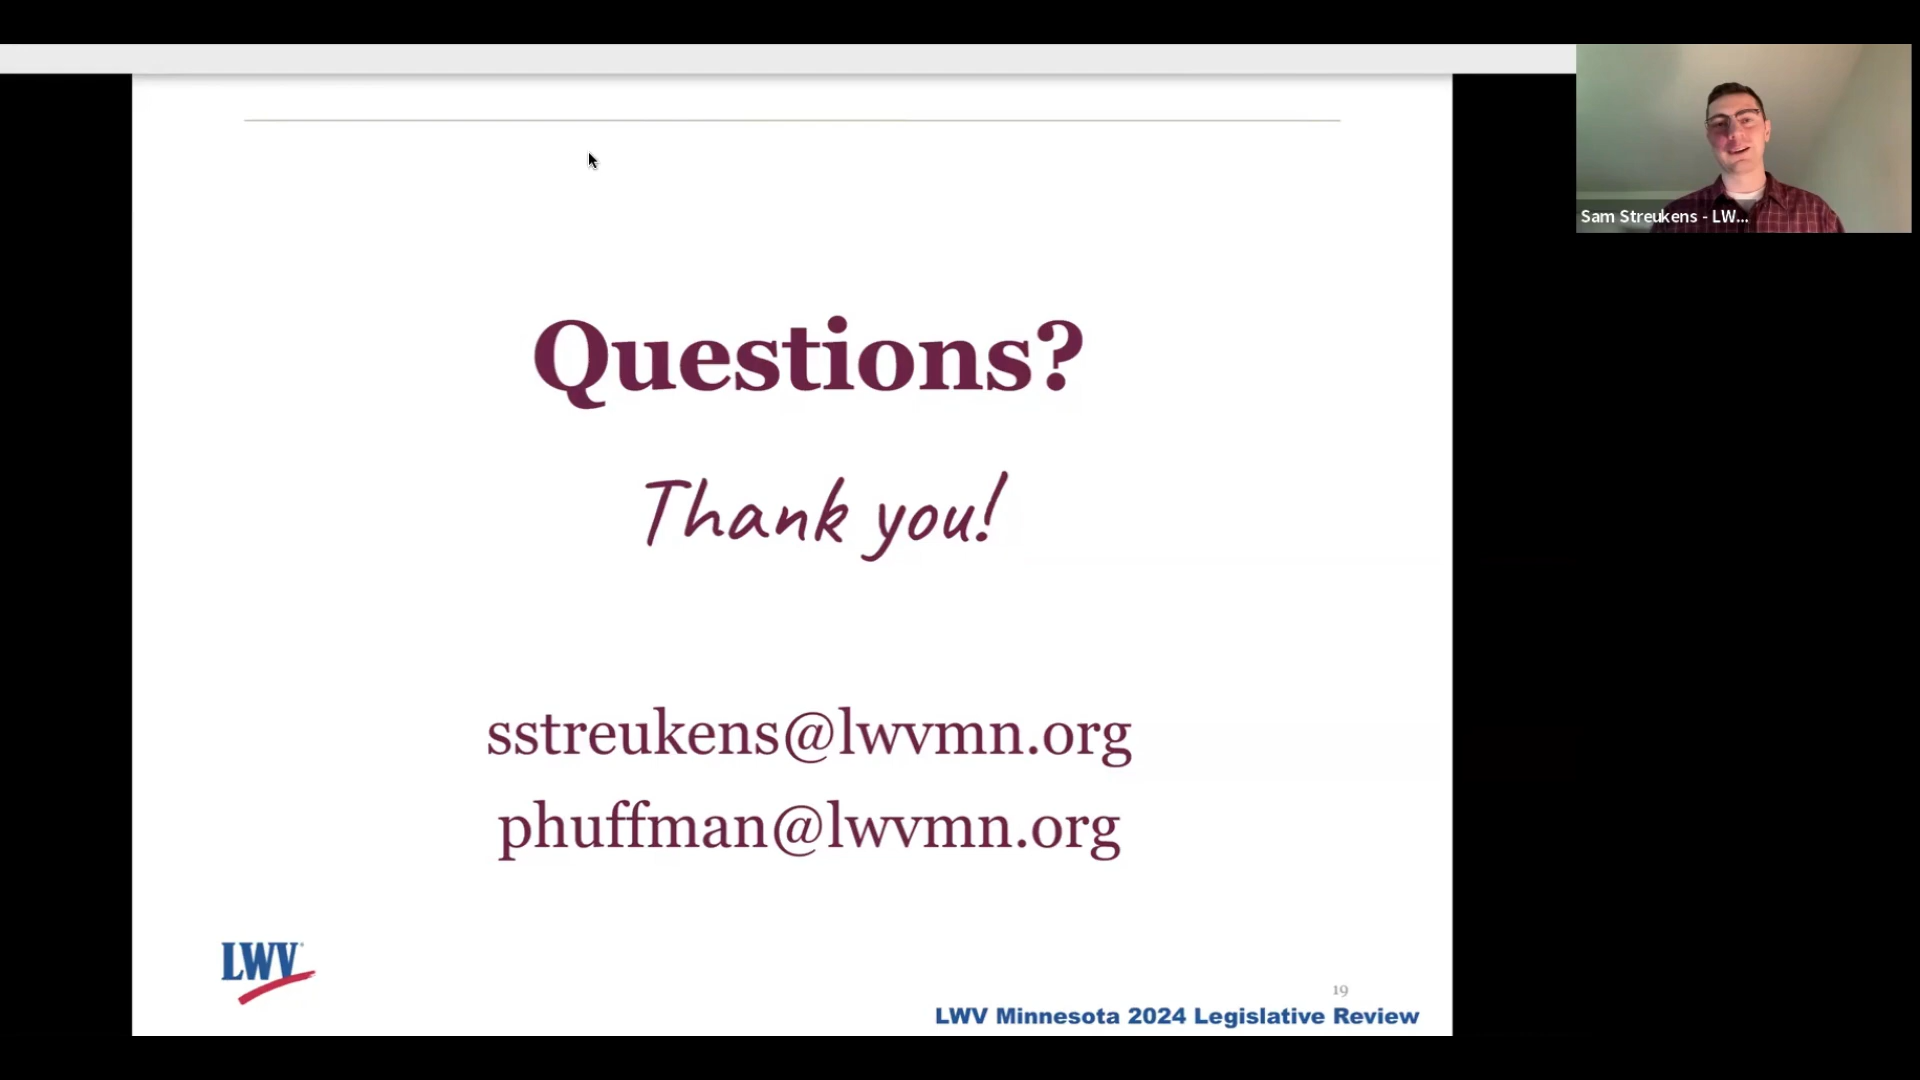 Sam Streukens - LW...
Questions?
Thank you!
sstreukens@lwvmn.org
phuffman@lwvmn.org
LWV
19
LWV Minnesota 2024 Legislative Review